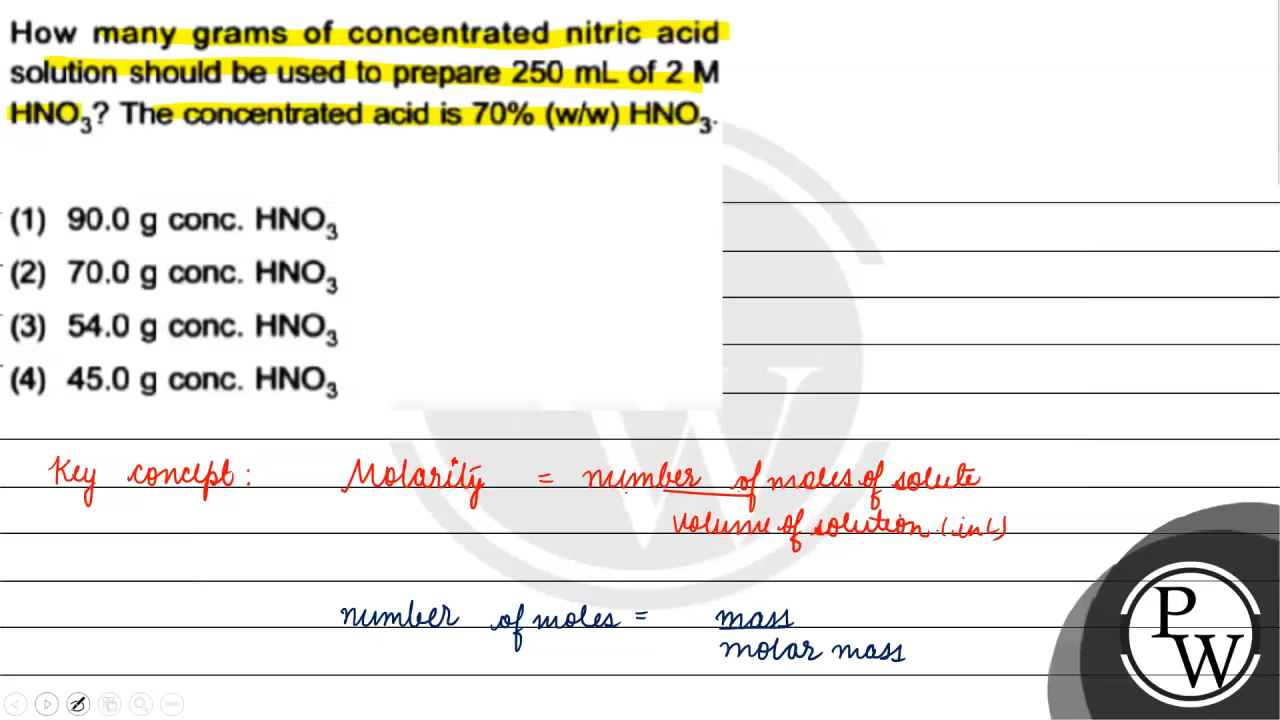 How many grams of concentrated nitric acid
solution should be used to prepare 250 mL of 2 M
HNO₃? The concentrated acid is 70% (w/w) HNO₃.
(1) 90.0 g conc. HNO₃
(2) 70.0 g conc. HNO₃
(3) 54.0 g conc. HNO₃
(4) 45.0 g conc. HNO₃
Key concept: Molarity = number of moles of solute
volume of solution (in L)
number of moles = mass
molar mass
PW